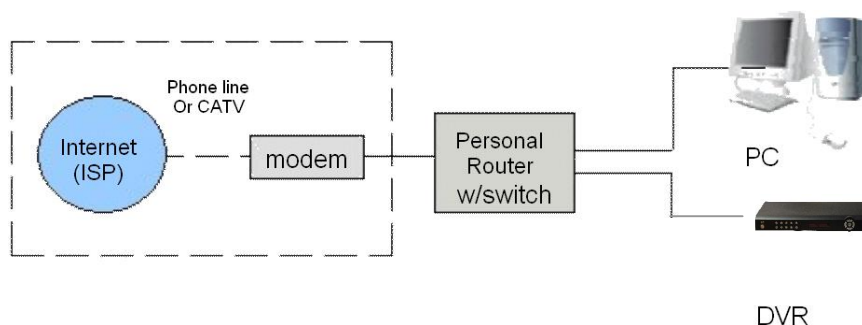 Phone line
Or CATV
Internet
(ISP)
modem
Personal
Router
w/switch
PC
DVR